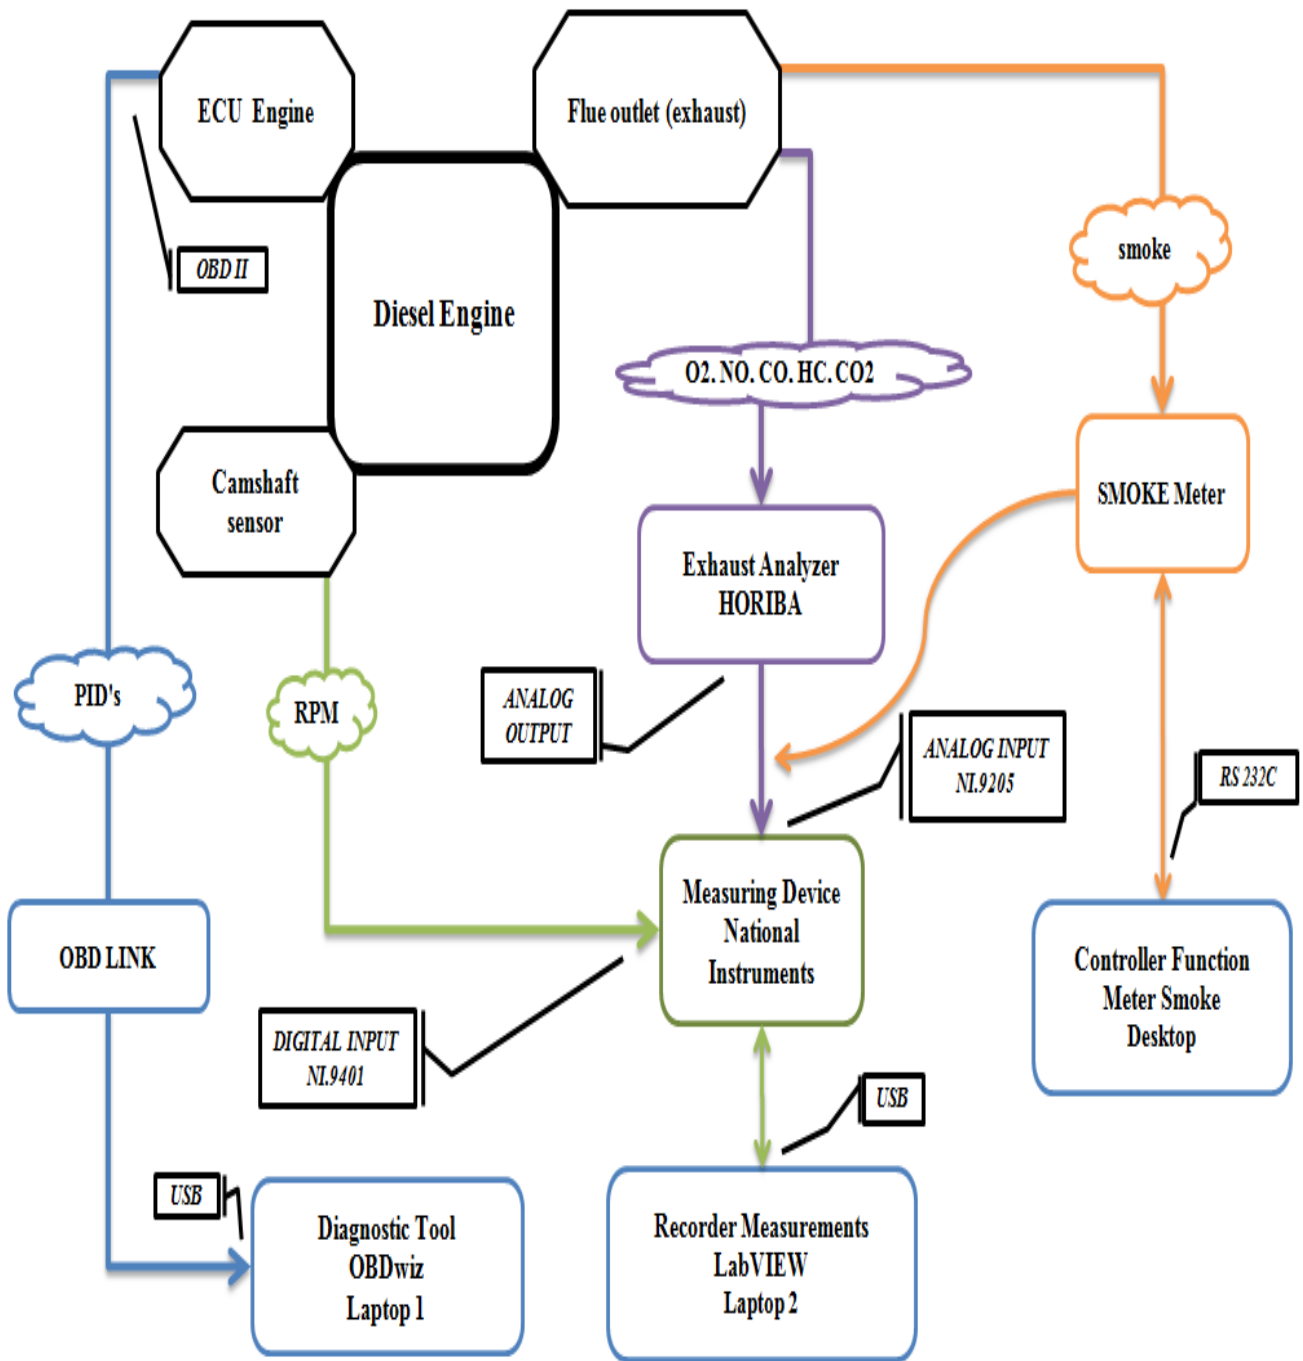 ECU Engine
Flue outlet (exhaust)
smoke
OBD II
Diesel Engine
O2. NO. CO. HC. CO2
Camshaft
sensor
SMOKE Meter
Exhaust Analyzer
HORIBA
PID's
RPM
ANALOG
OUTPUT
ANALOG INPUT
NI.9205
RS 232C
Measuring Device
National
Instruments
OBD LINK
Controller Function
Meter Smoke
Desktop
DIGITAL INPUT
NI.9401
USB
USB
Diagnostic Tool
OBDwiz
Laptop 1
Recorder Measurements
LabVIEW
Laptop 2